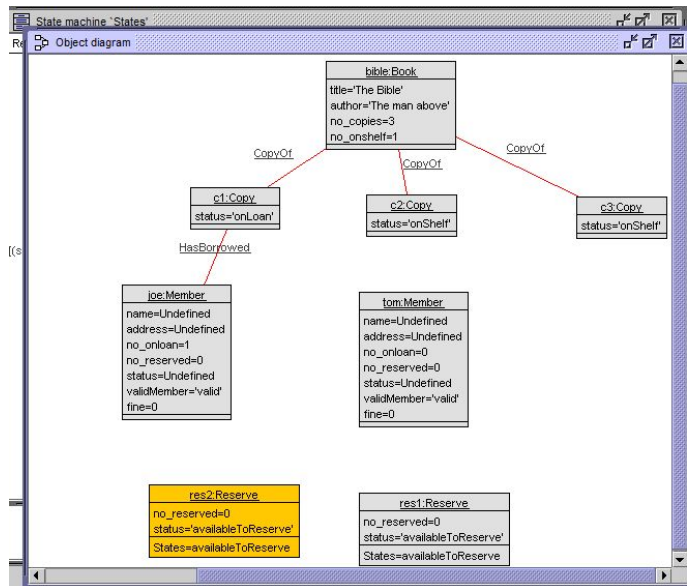 State machine `States'
Re
Object diagram
bible:Book
title='The Bible'
author='The man above'
no_copies=3
no_onshelf=1
CopyOf
CopyOf
CopyOf
c1:Copy
status='onLoan'
c2:Copy
status='onShelf'
c3:Copy
status='onShelf'
[(s
HasBorrowed
joe:Member
name=Undefined
address=Undefined
no_onloan=1
no_reserved=0
status=Undefined
validMember='valid'
fine=0
tom:Member
name=Undefined
address=Undefined
no_onloan=0
no_reserved=0
status=Undefined
validMember='valid'
fine=0
res2:Reserve
no_reserved=0
status='availableToReserve'
States=availableToReserve
res1:Reserve
no_reserved=0
status='availableToReserve'
States=availableToReserve